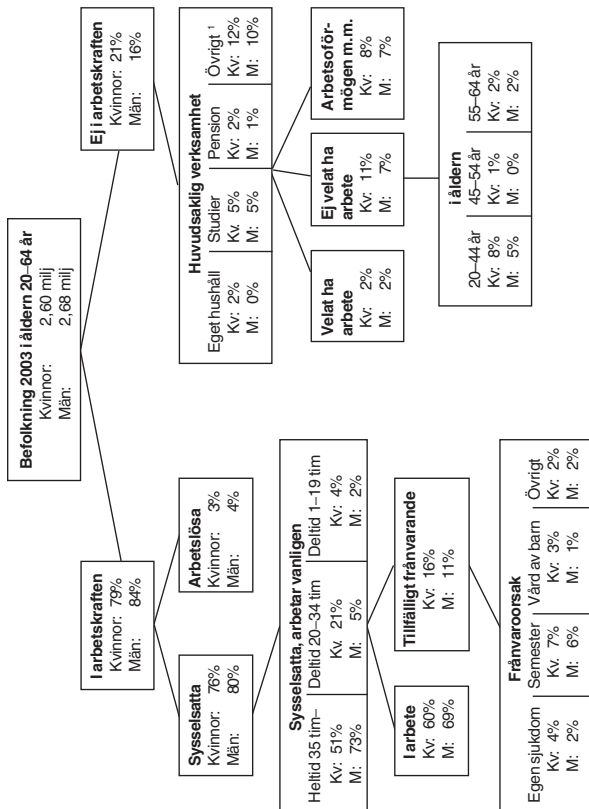 Befolkning 2003 i åldern 20–64 år
Kvinnor: 2,60 milj
Män: 2,68 milj
I arbetskraften
Kvinnor: 79%
Män: 84%
Ej i arbetskraften
Kvinnor: 21%
Män: 16%
Sysselsatta
Kvinnor: 76%
Män: 80%
Arbetslösa
Kvinnor: 3%
Män: 4%
Sysselsatta, arbetar vanligen
Heltid 35 tim–
Kv: 51%
M: 73%
Deltid 20–34 tim
Kv. 21%
M: 5%
Deltid 1–19 tim
Kv: 4%
M: 2%
I arbete
Kv: 60%
M: 69%
Tillfälligt frånvarande
Kv: 16%
M: 11%
Frånvaroorsak
Egen sjukdom
Kv: 4%
M: 2%
Semester
Kv: 7%
M: 6%
Vård av barn
Kv: 3%
M: 1%
Övrigt
Kv: 2%
M: 2%
Huvudsaklig verksamhet
Eget hushåll
Kv: 2%
M: 0%
Studier
Kv. 5%
M: 5%
Pension
Kv: 2%
M: 1%
Övrigt ¹
Kv: 12%
M: 10%
Velat ha
arbete
Kv: 2%
M: 2%
Ej velat ha
arbete
Kv: 11%
M: 7%
Arbetsoför-
mögen m.m.
Kv: 8%
M: 7%
i åldern
20–44 år
Kv: 8%
M: 5%
45–54 år
Kv: 1%
M: 0%
55–64 år
Kv: 2%
M: 2%